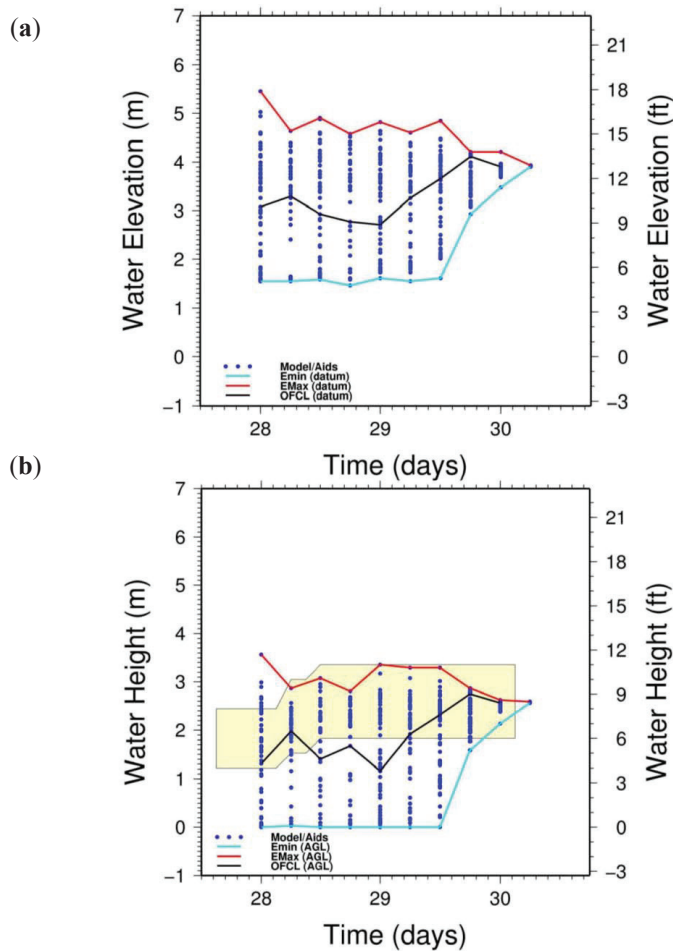 (a)
7
6
5
4
3
2
1
0
−1
Water Elevation (m)
21
18
15
12
9
6
3
0
−3
Water Elevation (ft)
Model/Aids
Emin (datum)
EMax (datum)
OFCL (datum)
28
29
30
Time (days)
(b)
7
6
5
4
3
2
1
0
−1
Water Height (m)
21
18
15
12
9
6
3
0
−3
Water Height (ft)
Model/Aids
Emin (AGL)
EMax (AGL)
OFCL (AGL)
28
29
30
Time (days)